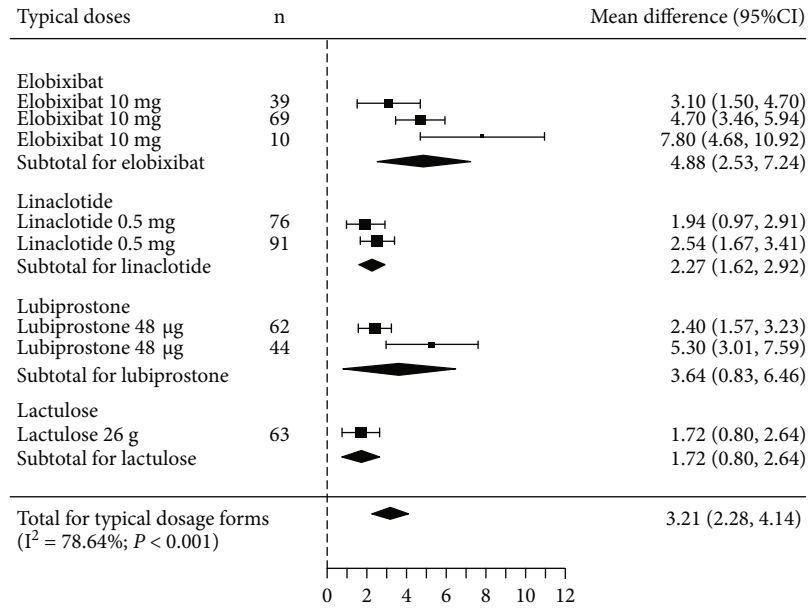 Typical doses n Mean difference (95%CI)
Elobixibat
Elobixibat 10 mg 39 3.10 (1.50, 4.70)
Elobixibat 10 mg 69 4.70 (3.46, 5.94)
Elobixibat 10 mg 10 7.80 (4.68, 10.92)
Subtotal for elobixibat 4.88 (2.53, 7.24)
Linaclotide
Linaclotide 0.5 mg 76 1.94 (0.97, 2.91)
Linaclotide 0.5 mg 91 2.54 (1.67, 3.41)
Subtotal for linaclotide 2.27 (1.62, 2.92)
Lubiprostone
Lubiprostone 48 μg 62 2.40 (1.57, 3.23)
Lubiprostone 48 μg 44 5.30 (3.01, 7.59)
Subtotal for lubiprostone 3.64 (0.83, 6.46)
Lactulose
Lactulose 26 g 63 1.72 (0.80, 2.64)
Subtotal for lactulose 1.72 (0.80, 2.64)
Total for typical dosage forms 3.21 (2.28, 4.14)
(I² = 78.64%; P < 0.001)
0 2 4 6 8 10 12